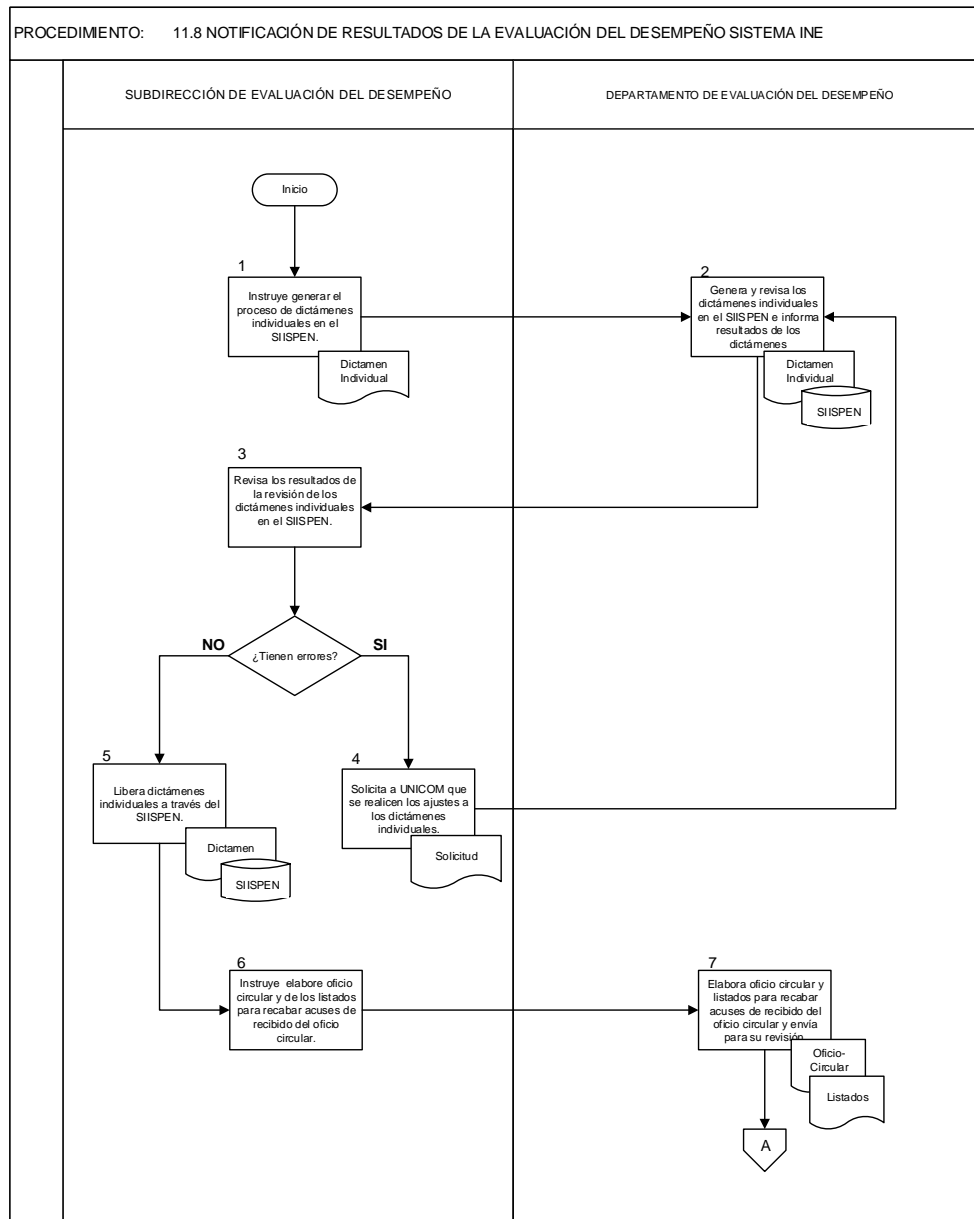 PROCEDIMIENTO: 11.8 NOTIFICACIÓN DE RESULTADOS DE LA EVALUACIÓN DEL DESEMPEÑO SISTEMA INE
SUBDIRECCIÓN DE EVALUACIÓN DEL DESEMPEÑO
DEPARTAMENTO DE EVALUACIÓN DEL DESEMPEÑO
Inicio
1
Instruye generar el
proceso de dictámenes
individuales en el
SIISPEN.
Dictamen
Individual
2
Genera y revisa los
dictámenes individuales
en el SIISPEN e informa
resultados de los
dictámenes
Dictamen
Individual
SIISPEN
3
Revisa los resultados de
la revisión de los
dictámenes individuales
en el SIISPEN.
¿Tienen errores?
NO
SI
5
Libera dictámenes
individuales a través del
SIISPEN.
Dictamen
SIISPEN
4
Solicita a UNICOM que
se realicen los ajustes a
los dictámenes
individuales.
Solicitud
6
Instruye elabore oficio
circular y de los listados
para recabar acuses de
recibido del oficio
circular.
7
Elabora oficio circular y
listados para recabar
acuses de recibido del
oficio circular y envía
para su revisión
Oficio-
Circular
Listados
A